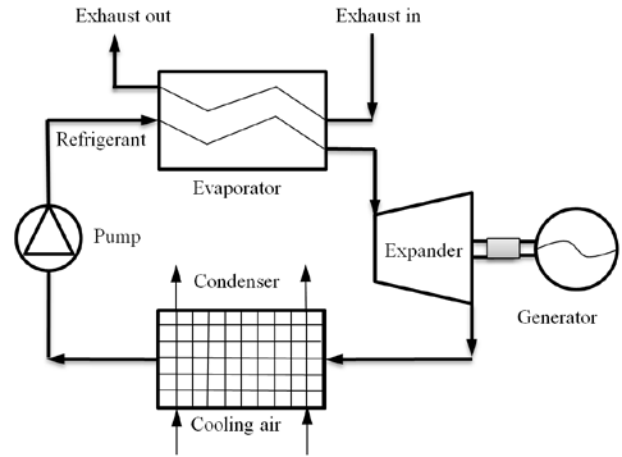 Exhaust out
Exhaust in
Refrigerant
Evaporator
Pump
Expander
Condenser
Generator
Cooling air